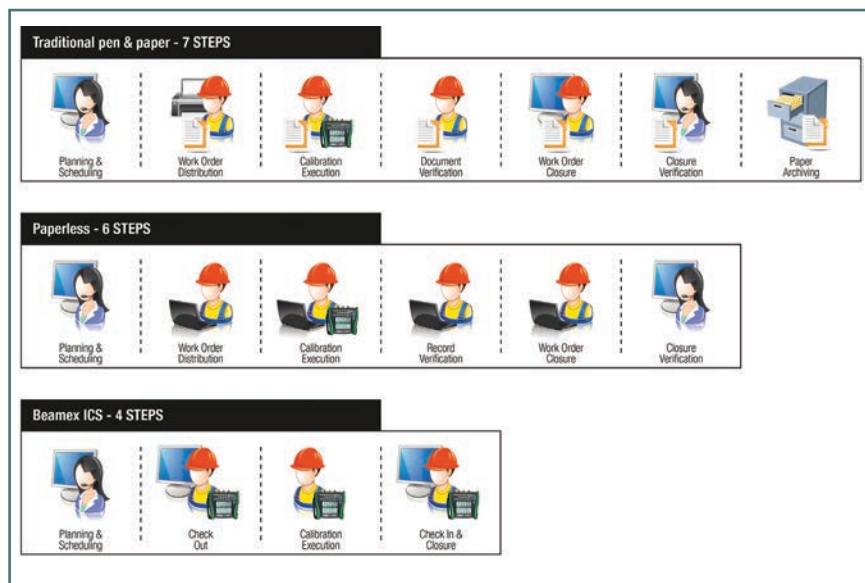 Traditional pen & paper - 7 STEPS
Planning &
Scheduling
Work Order
Distribution
Calibration
Execution
Document
Verification
Work Order
Closure
Closure
Verification
Paper
Archiving
Paperless - 6 STEPS
Planning &
Scheduling
Work Order
Distribution
Calibration
Execution
Record
Verification
Work Order
Closure
Closure
Verification
Beamex ICS - 4 STEPS
Planning &
Scheduling
Check
Out
Calibration
Execution
Check In &
Closure